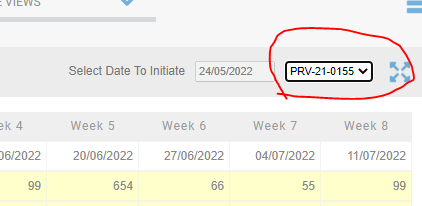 VIEWS
Select Date To Initiate 24/05/2022 PRV-21-0155
4 Week 5 Week 6 Week 7 Week 8
06/2022 20/06/2022 27/06/2022 04/07/2022 11/07/2022
99 654 66 55 99